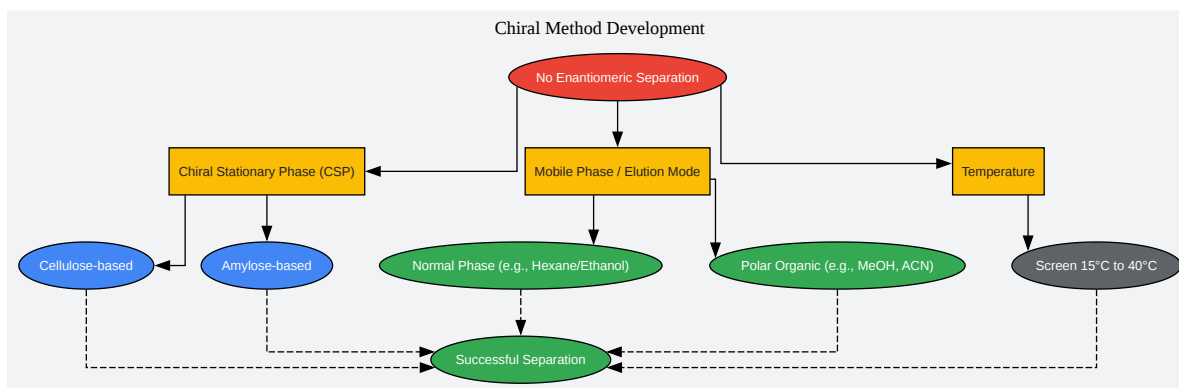 Chiral Method Development
No Enantiomeric Separation
Chiral Stationary Phase (CSP)
Mobile Phase / Elution Mode
Temperature
Cellulose-based
Amylose-based
Normal Phase (e.g., Hexane/Ethanol)
Polar Organic (e.g., MeOH, ACN)
Screen 15°C to 40°C
Successful Separation